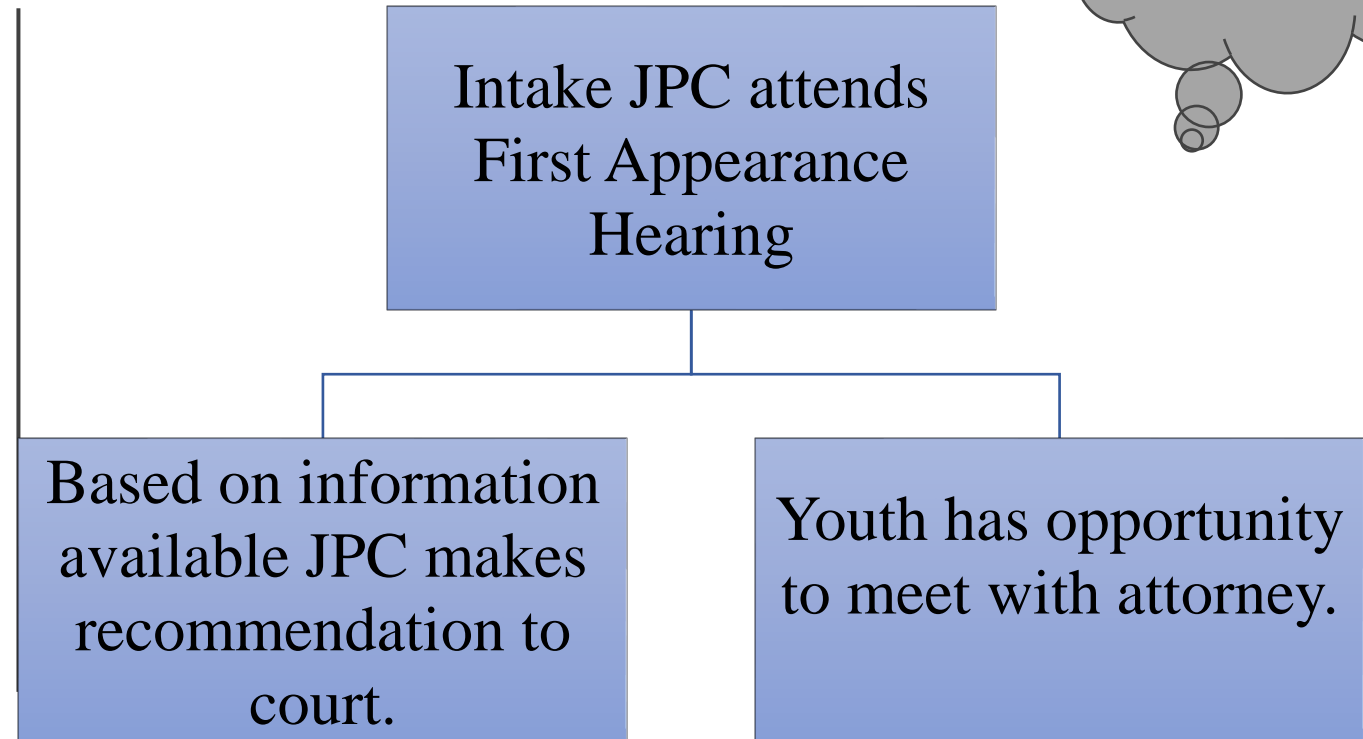 Intake JPC attends
First Appearance
Hearing
Based on information
available JPC makes
recommendation to
court.
Youth has opportunity
to meet with attorney.